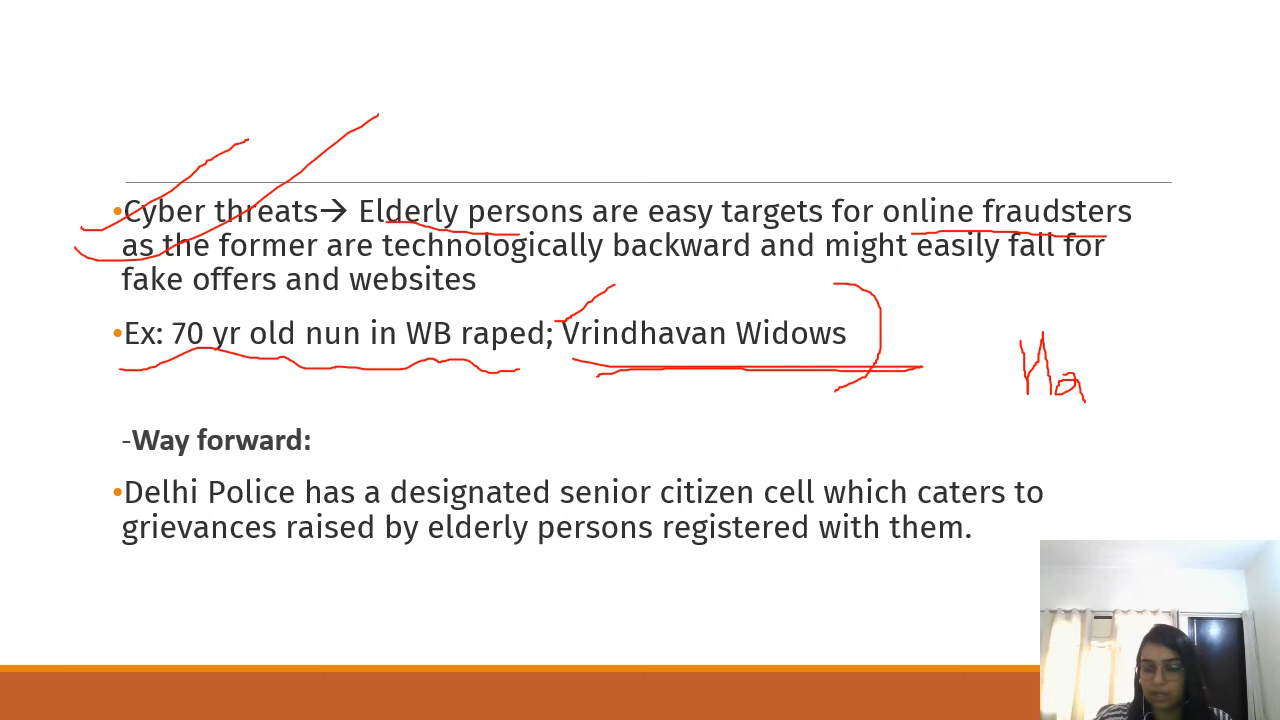 •Cyber threats→ Elderly persons are easy targets for online fraudsters
as the former are technologically backward and might easily fall for
fake offers and websites
•Ex: 70 yr old nun in WB raped; Vrindhavan Widows
-Way forward:
•Delhi Police has a designated senior citizen cell which caters to
grievances raised by elderly persons registered with them.